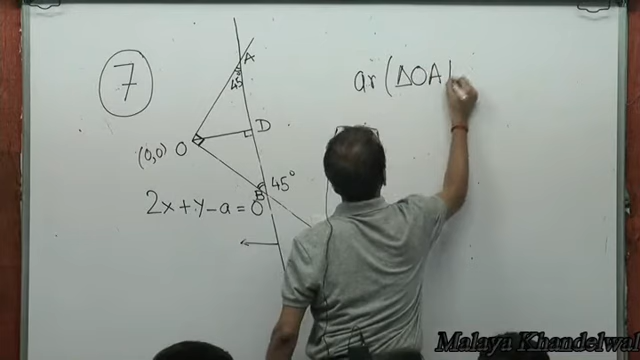 7
A
45°
ar(ΔOA
D
(0,0) O
B 45°
2x+y-a=0
Malaya Khandelwal